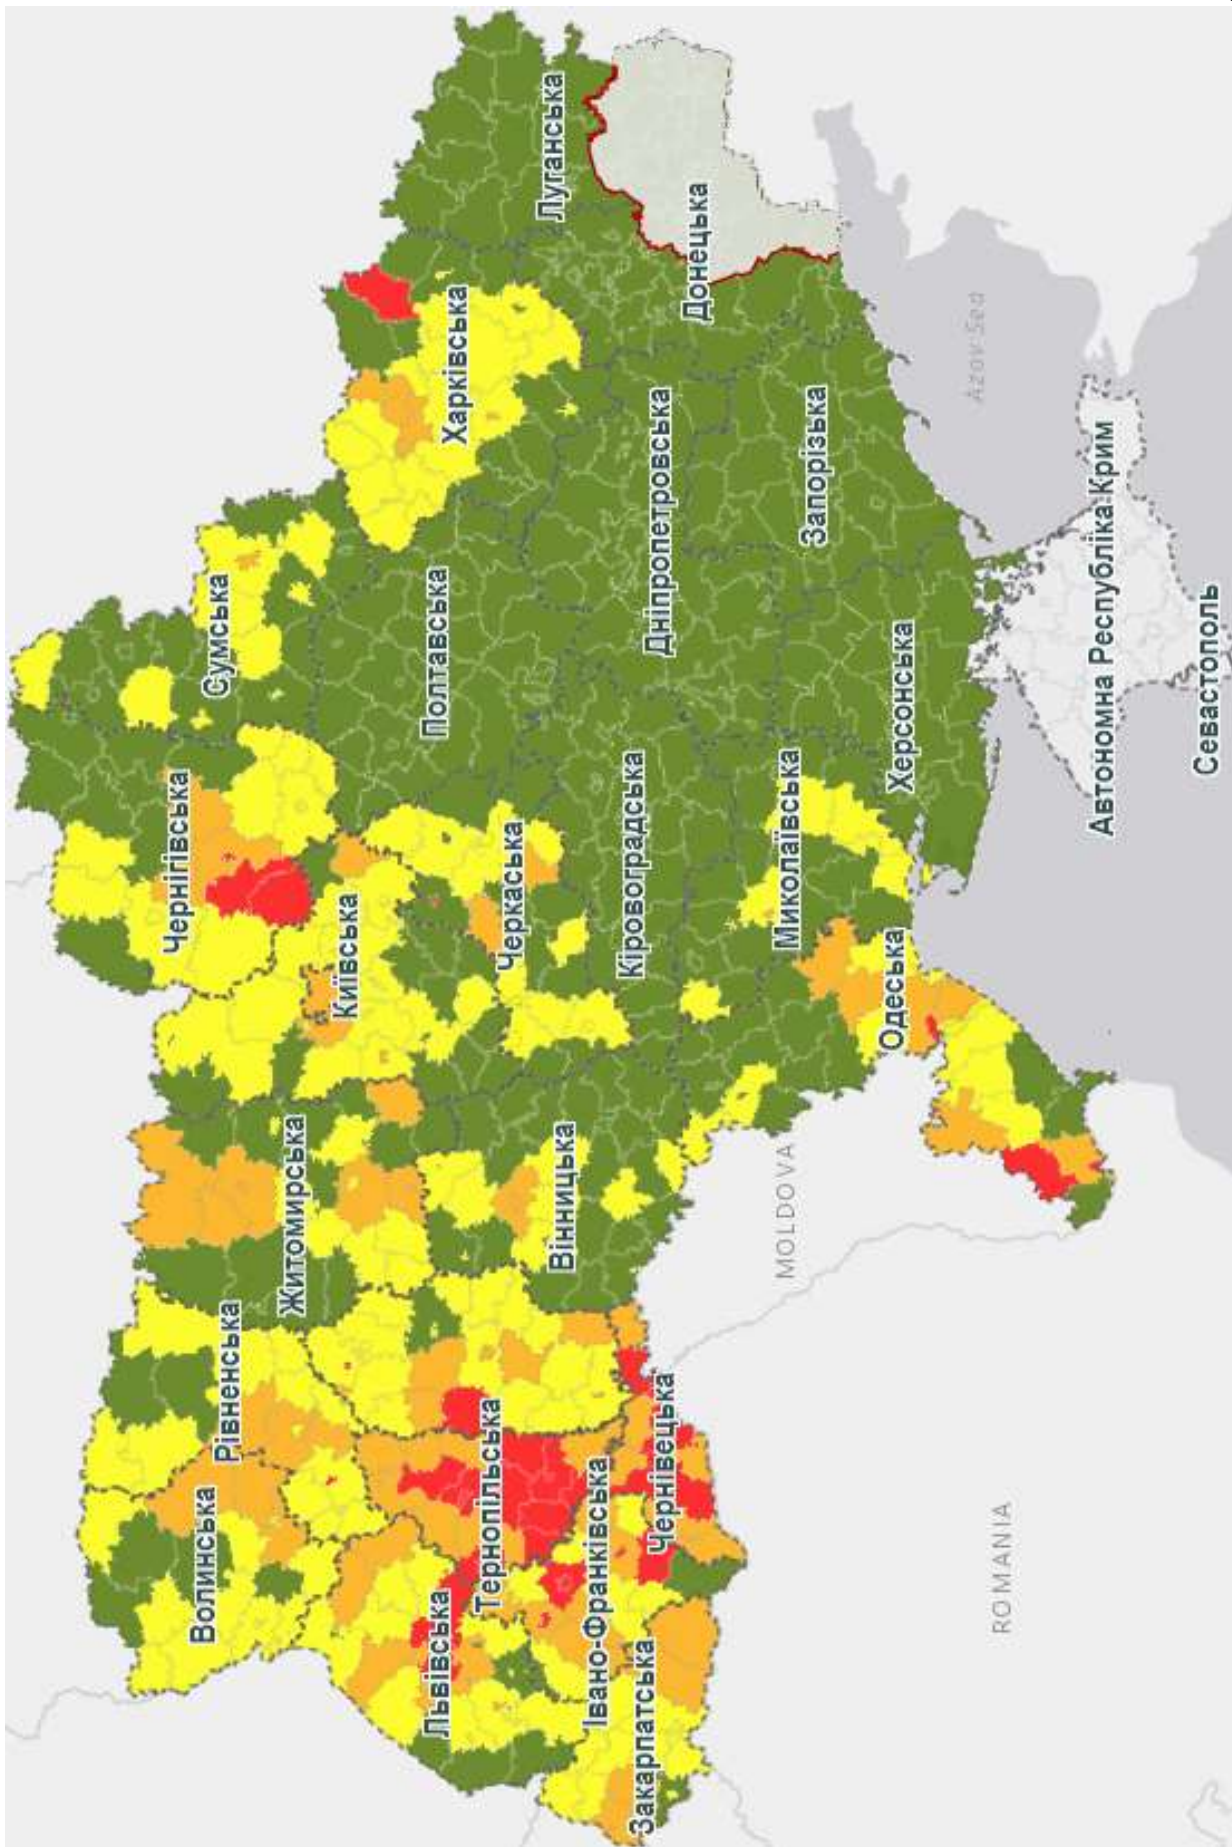 Чернігівська
Сумська
Волинська
Рівненська
Житомирська
Київська
Харківська
Полтавська
Луганська
Львівська
Тернопільська
Черкаська
Вінницька
Івано-Франківська
Кіровоградська
Дніпропетровська
Донецька
Закарпатська
Чернівецька
MOLDOVA
Миколаївська
Запорізька
Одеська
Херсонська
Azov Sea
ROMANIA
Автономна Республіка Крим
Севастополь